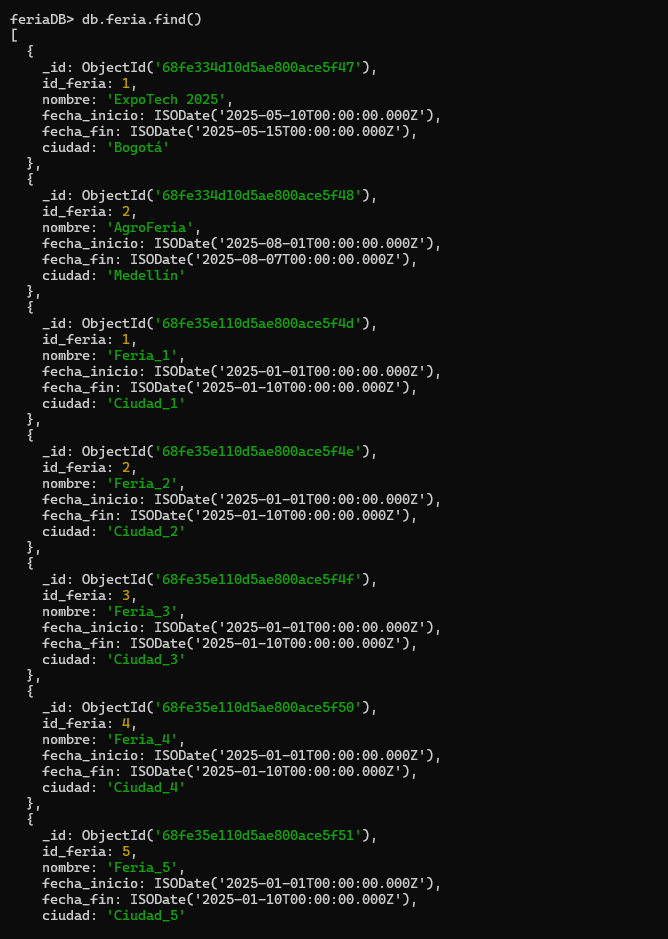 feriaDB> db.feria.find()
[
  {
    _id: ObjectId('68fe334d10d5ae800ace5f47'),
    id_feria: 1,
    nombre: 'ExpoTech 2025',
    fecha_inicio: ISODate('2025-05-10T00:00:00.000Z'),
    fecha_fin: ISODate('2025-05-15T00:00:00.000Z'),
    ciudad: 'Bogotá'
  },
  {
    _id: ObjectId('68fe334d10d5ae800ace5f48'),
    id_feria: 2,
    nombre: 'AgroFeria',
    fecha_inicio: ISODate('2025-08-01T00:00:00.000Z'),
    fecha_fin: ISODate('2025-08-07T00:00:00.000Z'),
    ciudad: 'Medellín'
  },
  {
    _id: ObjectId('68fe35e110d5ae800ace5f4d'),
    id_feria: 1,
    nombre: 'Feria_1',
    fecha_inicio: ISODate('2025-01-01T00:00:00.000Z'),
    fecha_fin: ISODate('2025-01-10T00:00:00.000Z'),
    ciudad: 'Ciudad_1'
  },
  {
    _id: ObjectId('68fe35e110d5ae800ace5f4e'),
    id_feria: 2,
    nombre: 'Feria_2',
    fecha_inicio: ISODate('2025-01-01T00:00:00.000Z'),
    fecha_fin: ISODate('2025-01-10T00:00:00.000Z'),
    ciudad: 'Ciudad_2'
  },
  {
    _id: ObjectId('68fe35e110d5ae800ace5f4f'),
    id_feria: 3,
    nombre: 'Feria_3',
    fecha_inicio: ISODate('2025-01-01T00:00:00.000Z'),
    fecha_fin: ISODate('2025-01-10T00:00:00.000Z'),
    ciudad: 'Ciudad_3'
  },
  {
    _id: ObjectId('68fe35e110d5ae800ace5f50'),
    id_feria: 4,
    nombre: 'Feria_4',
    fecha_inicio: ISODate('2025-01-01T00:00:00.000Z'),
    fecha_fin: ISODate('2025-01-10T00:00:00.000Z'),
    ciudad: 'Ciudad_4'
  },
  {
    _id: ObjectId('68fe35e110d5ae800ace5f51'),
    id_feria: 5,
    nombre: 'Feria_5',
    fecha_inicio: ISODate('2025-01-01T00:00:00.000Z'),
    fecha_fin: ISODate('2025-01-10T00:00:00.000Z'),
    ciudad: 'Ciudad_5'